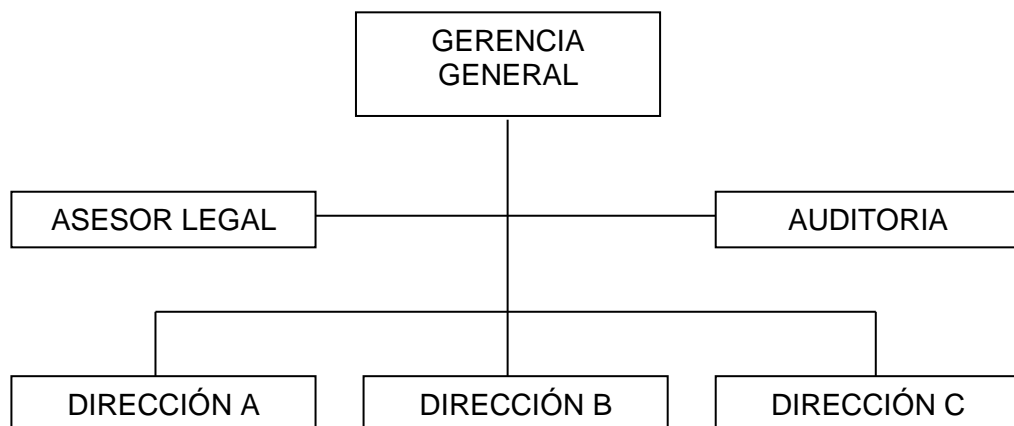 GERENCIA
GENERAL
ASESOR LEGAL
AUDITORIA
DIRECCIÓN A
DIRECCIÓN B
DIRECCIÓN C